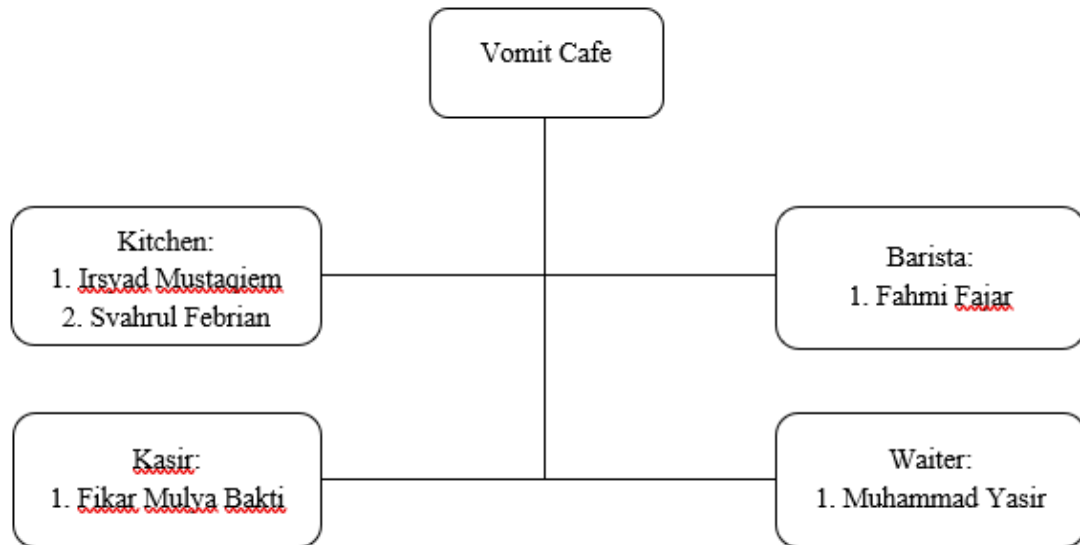 Vomit Cafe
Kitchen:
1. Irsyad Mustaqiem
2. Syahrul Febrian
Barista:
1. Fahmi Fajar
Kasir:
1. Fikar Mulya Bakti
Waiter:
1. Muhammad Yasir